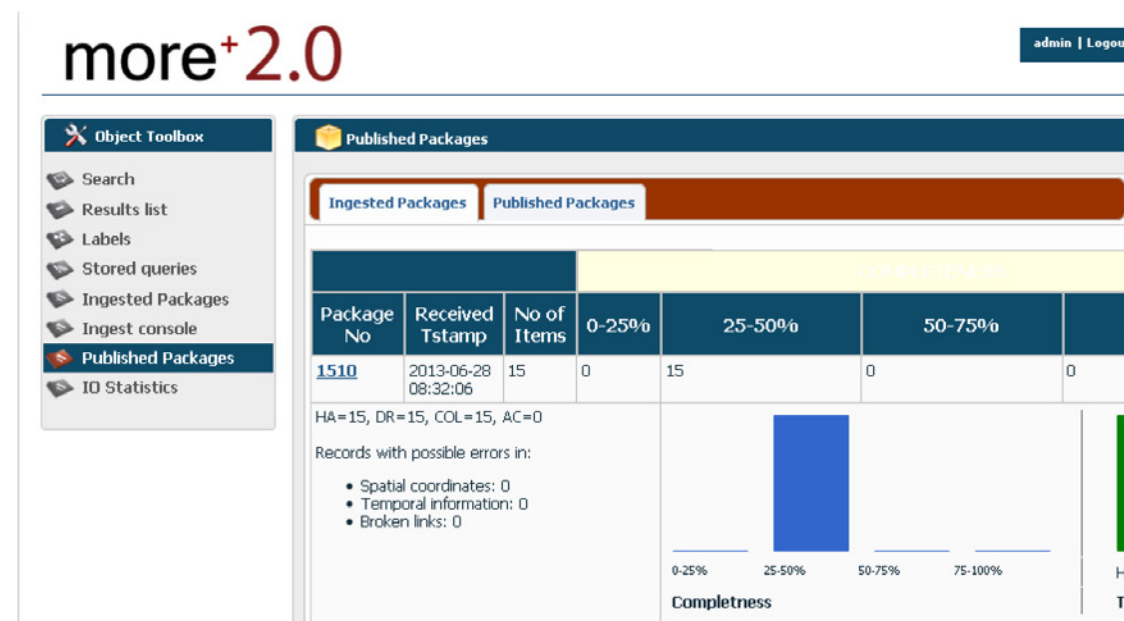 more+2.0
admin | Logou
Object Toolbox
Search
Results list
Labels
Stored queries
Ingested Packages
Ingest console
Published Packages
IO Statistics
Published Packages
Ingested Packages Published Packages
Package No Received Tstamp No of Items 0-25% 25-50% 50-75%
1510 2013-06-28 08:32:06 15 0 15 0 0
HA=15, DR=15, COL=15, AC=0
Records with possible errors in:
• Spatial coordinates: 0
• Temporal information: 0
• Broken links: 0
0-25% 25-50% 50-75% 75-100%
Completness
H
T